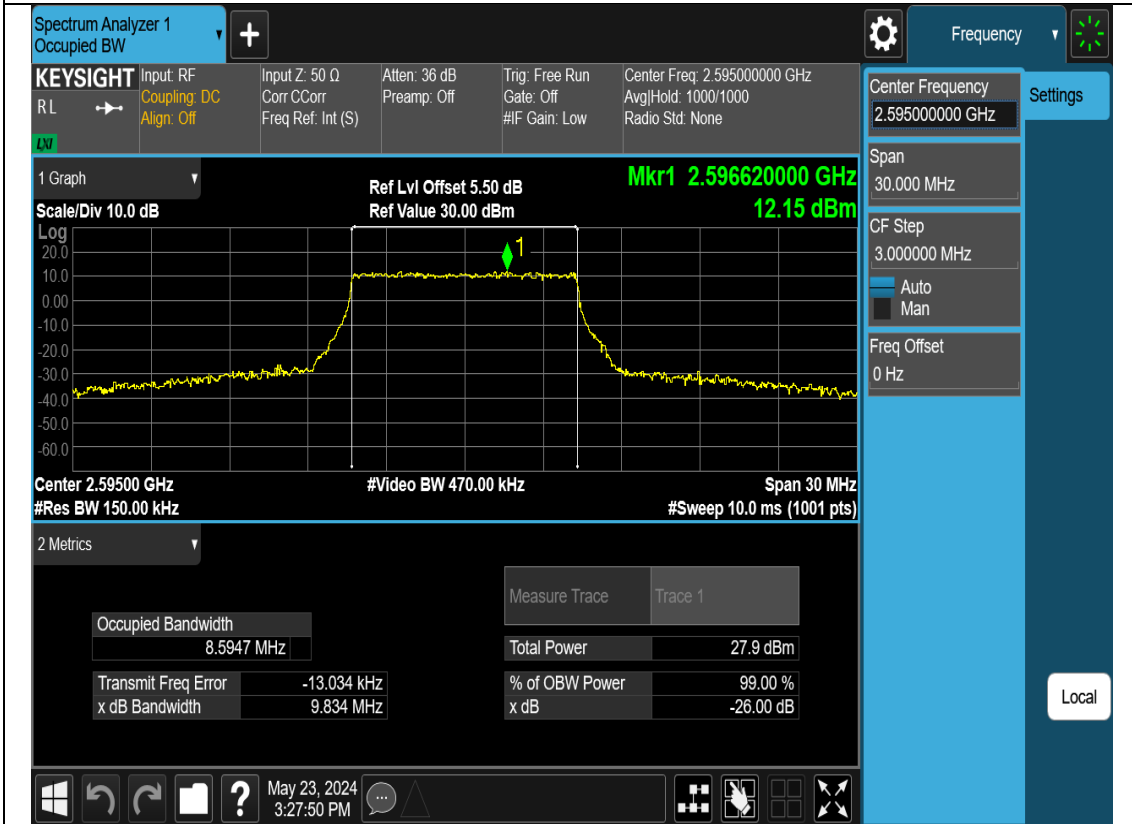 Spectrum Analyzer 1
Occupied BW
+
Frequency
KEYSIGHT
RL
LXI
Input: RF
Coupling: DC
Align: Off
Input Z: 50 Ω
Corr CCorr
Freq Ref: Int (S)
Atten: 36 dB
Preamp: Off
Trig: Free Run
Gate: Off
#IF Gain: Low
Center Freq: 2.595000000 GHz
Avg|Hold: 1000/1000
Radio Std: None
Center Frequency
2.595000000 GHz
Settings
Span
30.000 MHz
CF Step
3.000000 MHz
Auto
Man
Freq Offset
0 Hz
Local
1 Graph
Ref Lvl Offset 5.50 dB
Mkr1 2.596620000 GHz
Scale/Div 10.0 dB
Ref Value 30.00 dBm
12.15 dBm
Log
1
20.0
10.0
0.00
-10.0
-20.0
-30.0
-40.0
-50.0
-60.0
Center 2.59500 GHz
#Video BW 470.00 kHz
Span 30 MHz
#Res BW 150.00 kHz
#Sweep 10.0 ms (1001 pts)
2 Metrics
Measure Trace
Trace 1
Occupied Bandwidth
8.5947 MHz
Total Power
27.9 dBm
Transmit Freq Error
-13.034 kHz
% of OBW Power
99.00 %
x dB Bandwidth
9.834 MHz
x dB
-26.00 dB
?
May 23, 2024
3:27:50 PM